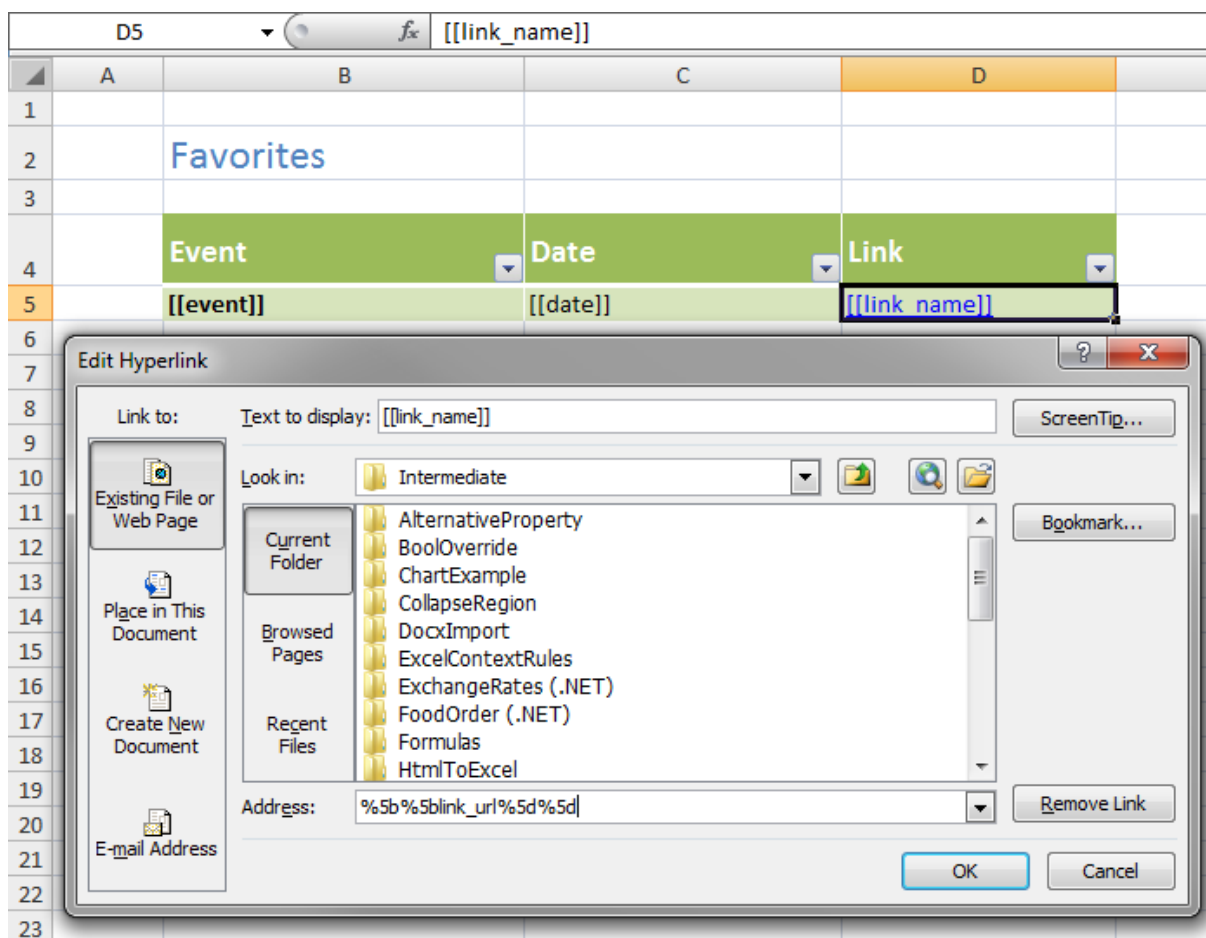 D5 fx [[link_name]]
A B C D
1
2 Favorites
3
4 Event Date Link
5 [[event]] [[date]] [[link_name]]
6
7
8
9
10
11
12
13
14
15
16
17
18
19
20
21
22
23
Edit Hyperlink
Link to:
Text to display: [[link_name]]
ScreenTip...
Existing File or
Web Page
Place in This
Document
Create New
Document
E-mail Address
Look in: Intermediate
Current
Folder
Browsed
Pages
Recent
Files
AlternativeProperty
BoolOverride
ChartExample
CollapseRegion
DocxImport
ExcelContextRules
ExchangeRates (.NET)
FoodOrder (.NET)
Formulas
HtmlToExcel
Bookmark...
Address: %5b%5blink_url%5d%5d
Remove Link
OK Cancel